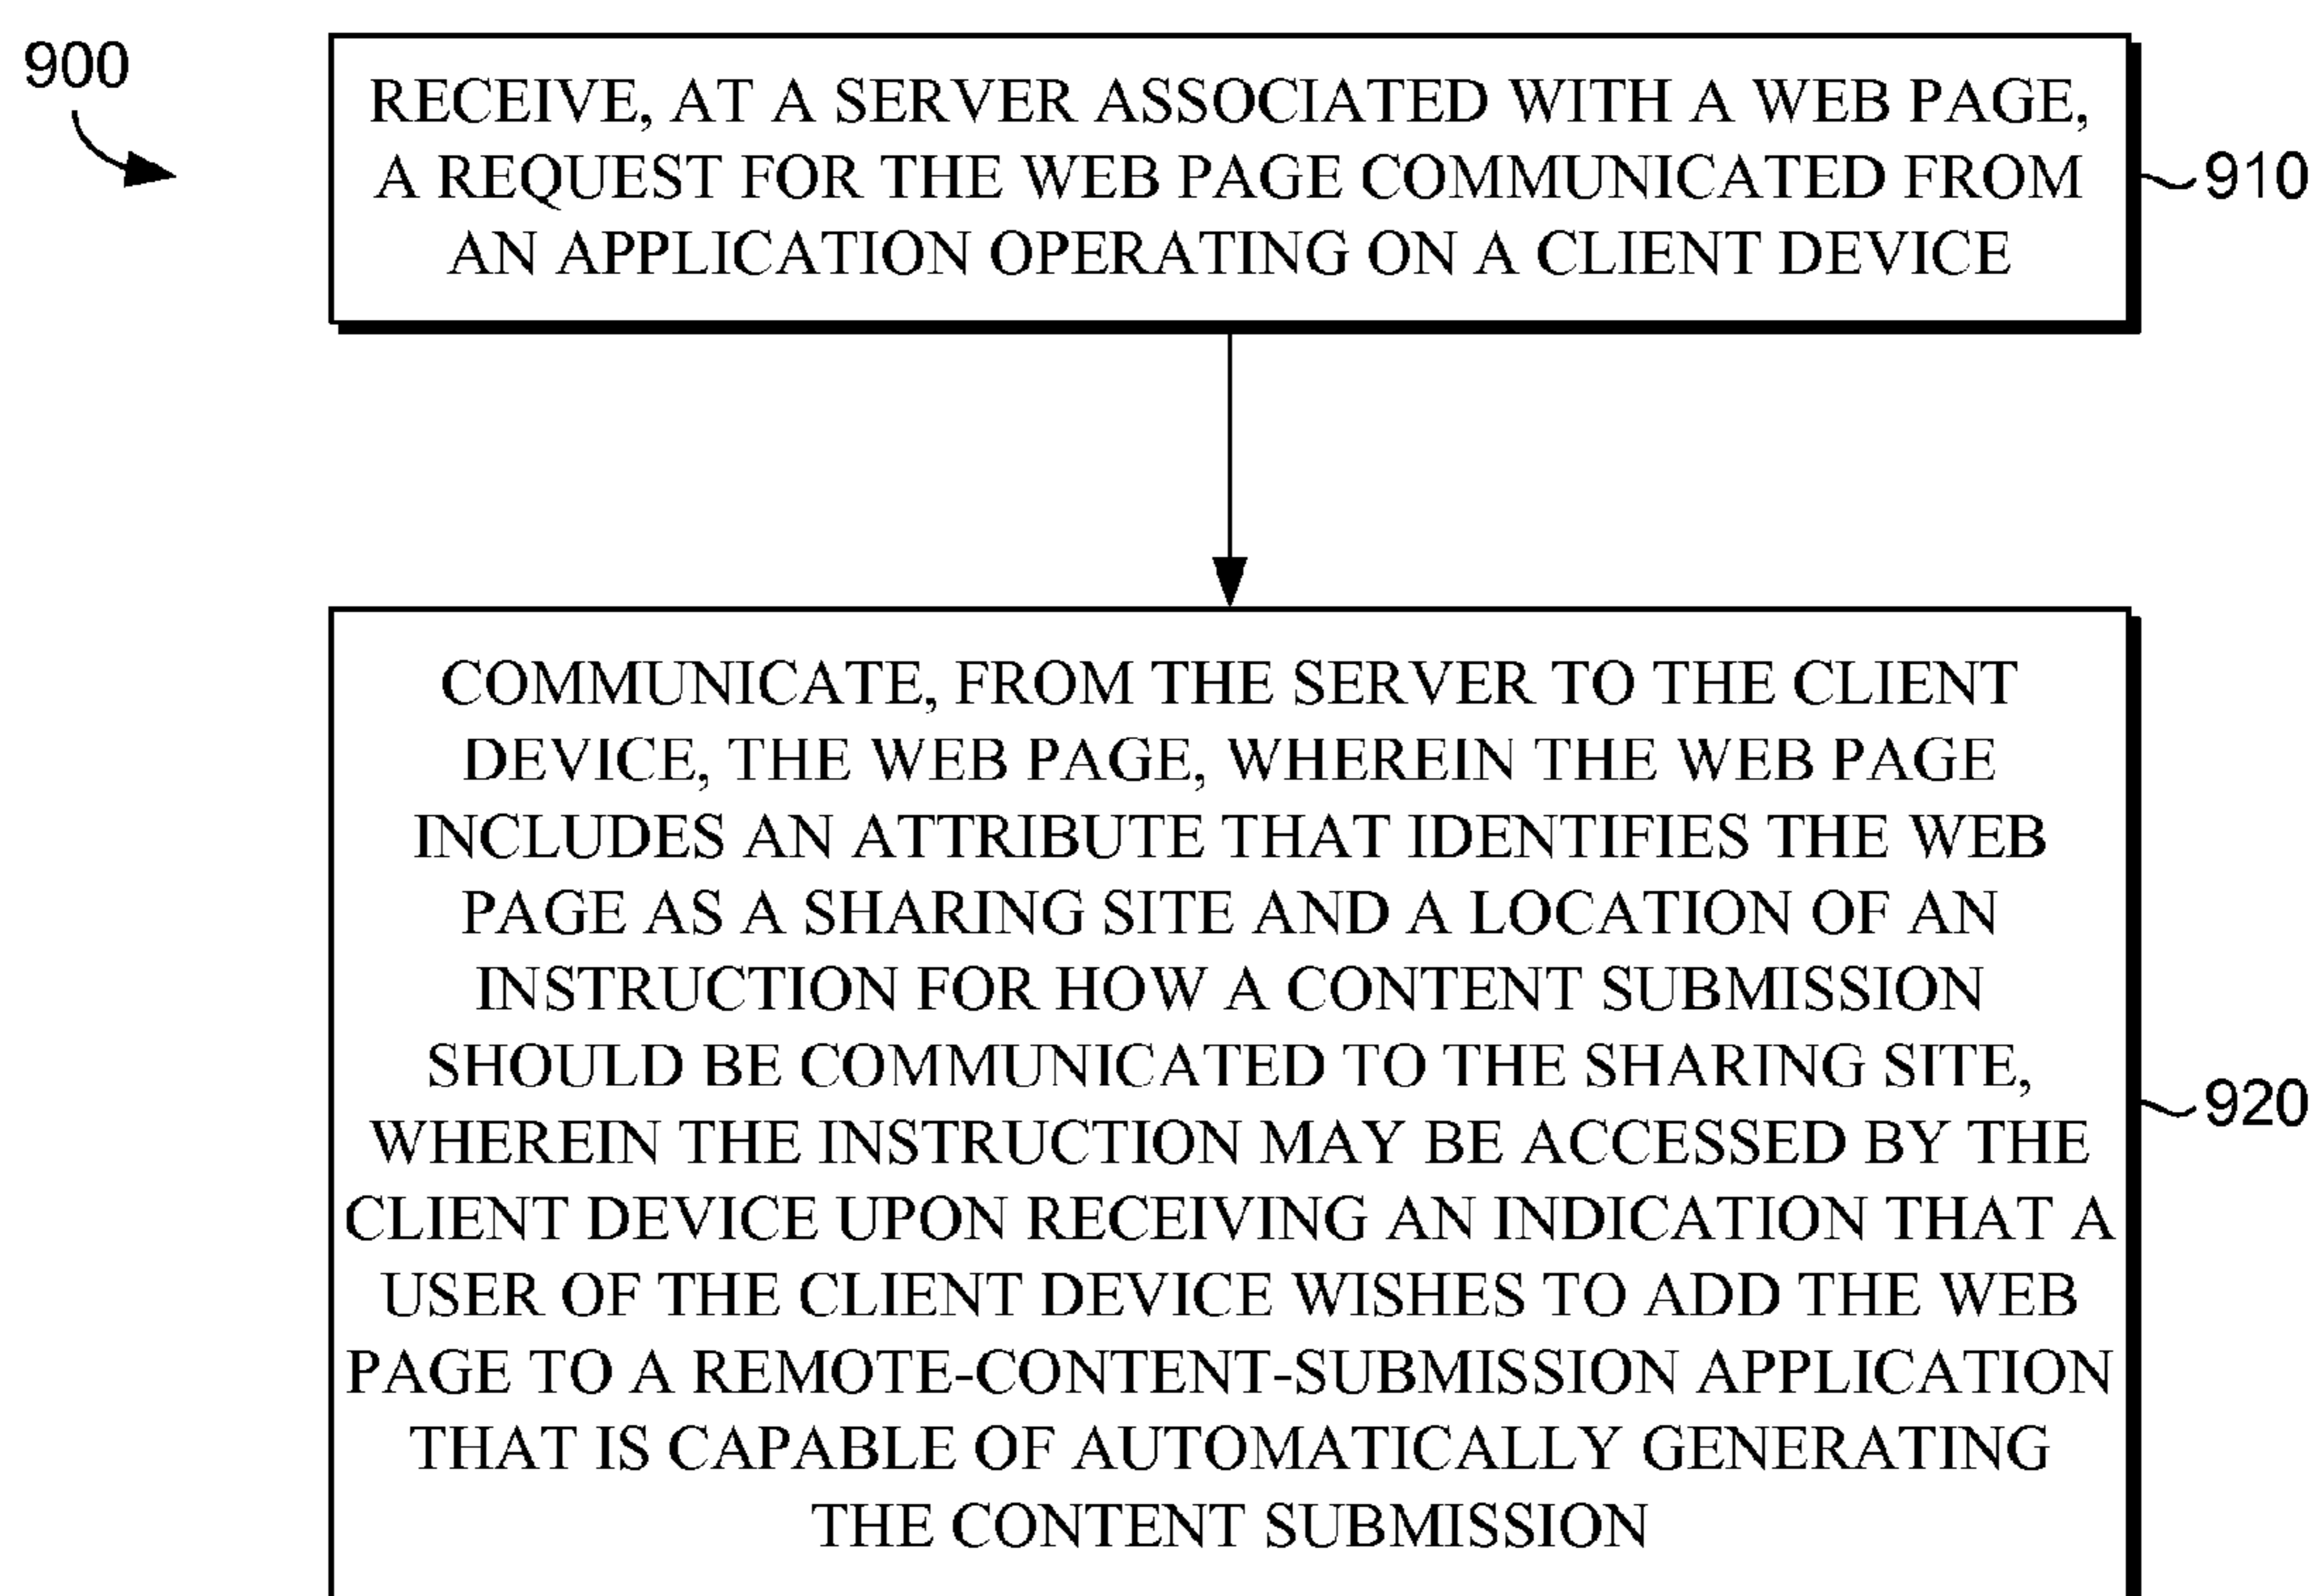 900
RECEIVE, AT A SERVER ASSOCIATED WITH A WEB PAGE,
A REQUEST FOR THE WEB PAGE COMMUNICATED FROM
AN APPLICATION OPERATING ON A CLIENT DEVICE
910
COMMUNICATE, FROM THE SERVER TO THE CLIENT
DEVICE, THE WEB PAGE, WHEREIN THE WEB PAGE
INCLUDES AN ATTRIBUTE THAT IDENTIFIES THE WEB
PAGE AS A SHARING SITE AND A LOCATION OF AN
INSTRUCTION FOR HOW A CONTENT SUBMISSION
SHOULD BE COMMUNICATED TO THE SHARING SITE,
WHEREIN THE INSTRUCTION MAY BE ACCESSED BY THE
CLIENT DEVICE UPON RECEIVING AN INDICATION THAT A
USER OF THE CLIENT DEVICE WISHES TO ADD THE WEB
PAGE TO A REMOTE-CONTENT-SUBMISSION APPLICATION
THAT IS CAPABLE OF AUTOMATICALLY GENERATING
THE CONTENT SUBMISSION
920